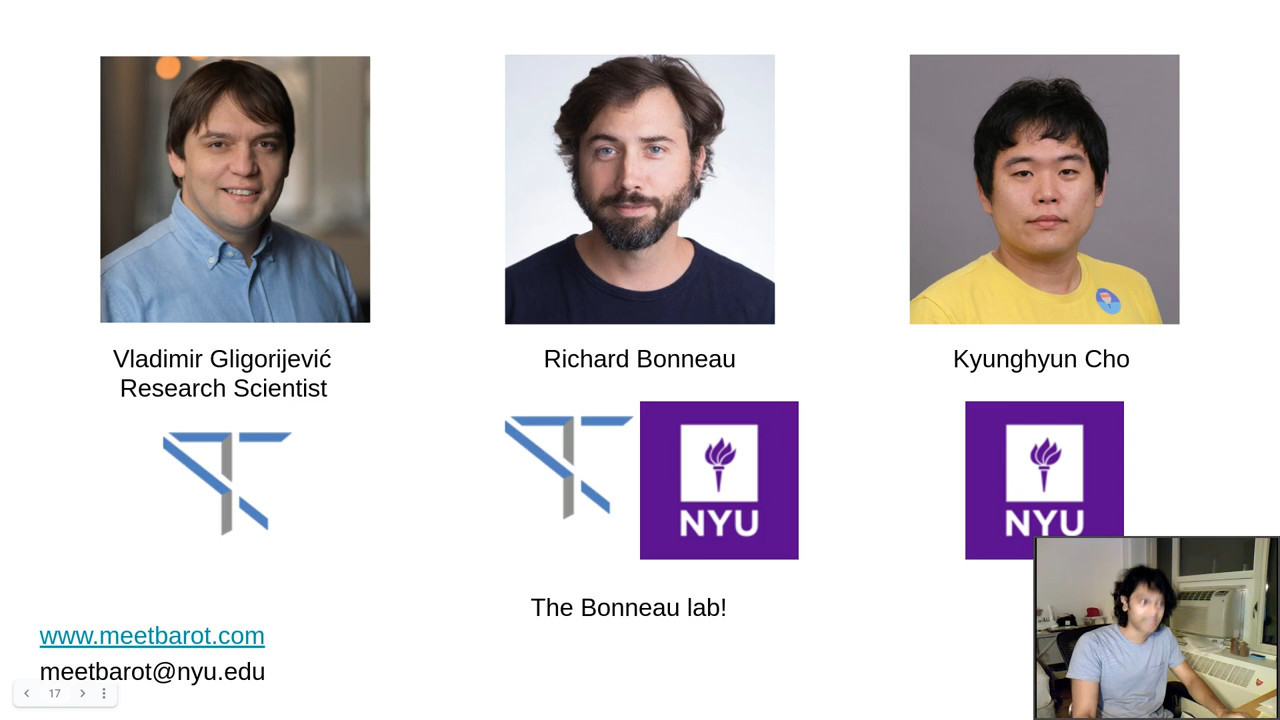 Vladimir Gligorijević
Research Scientist
Richard Bonneau
Kyunghyun Cho
NYU
NYU
The Bonneau lab!
www.meetbarot.com
meetbarot@nyu.edu
17